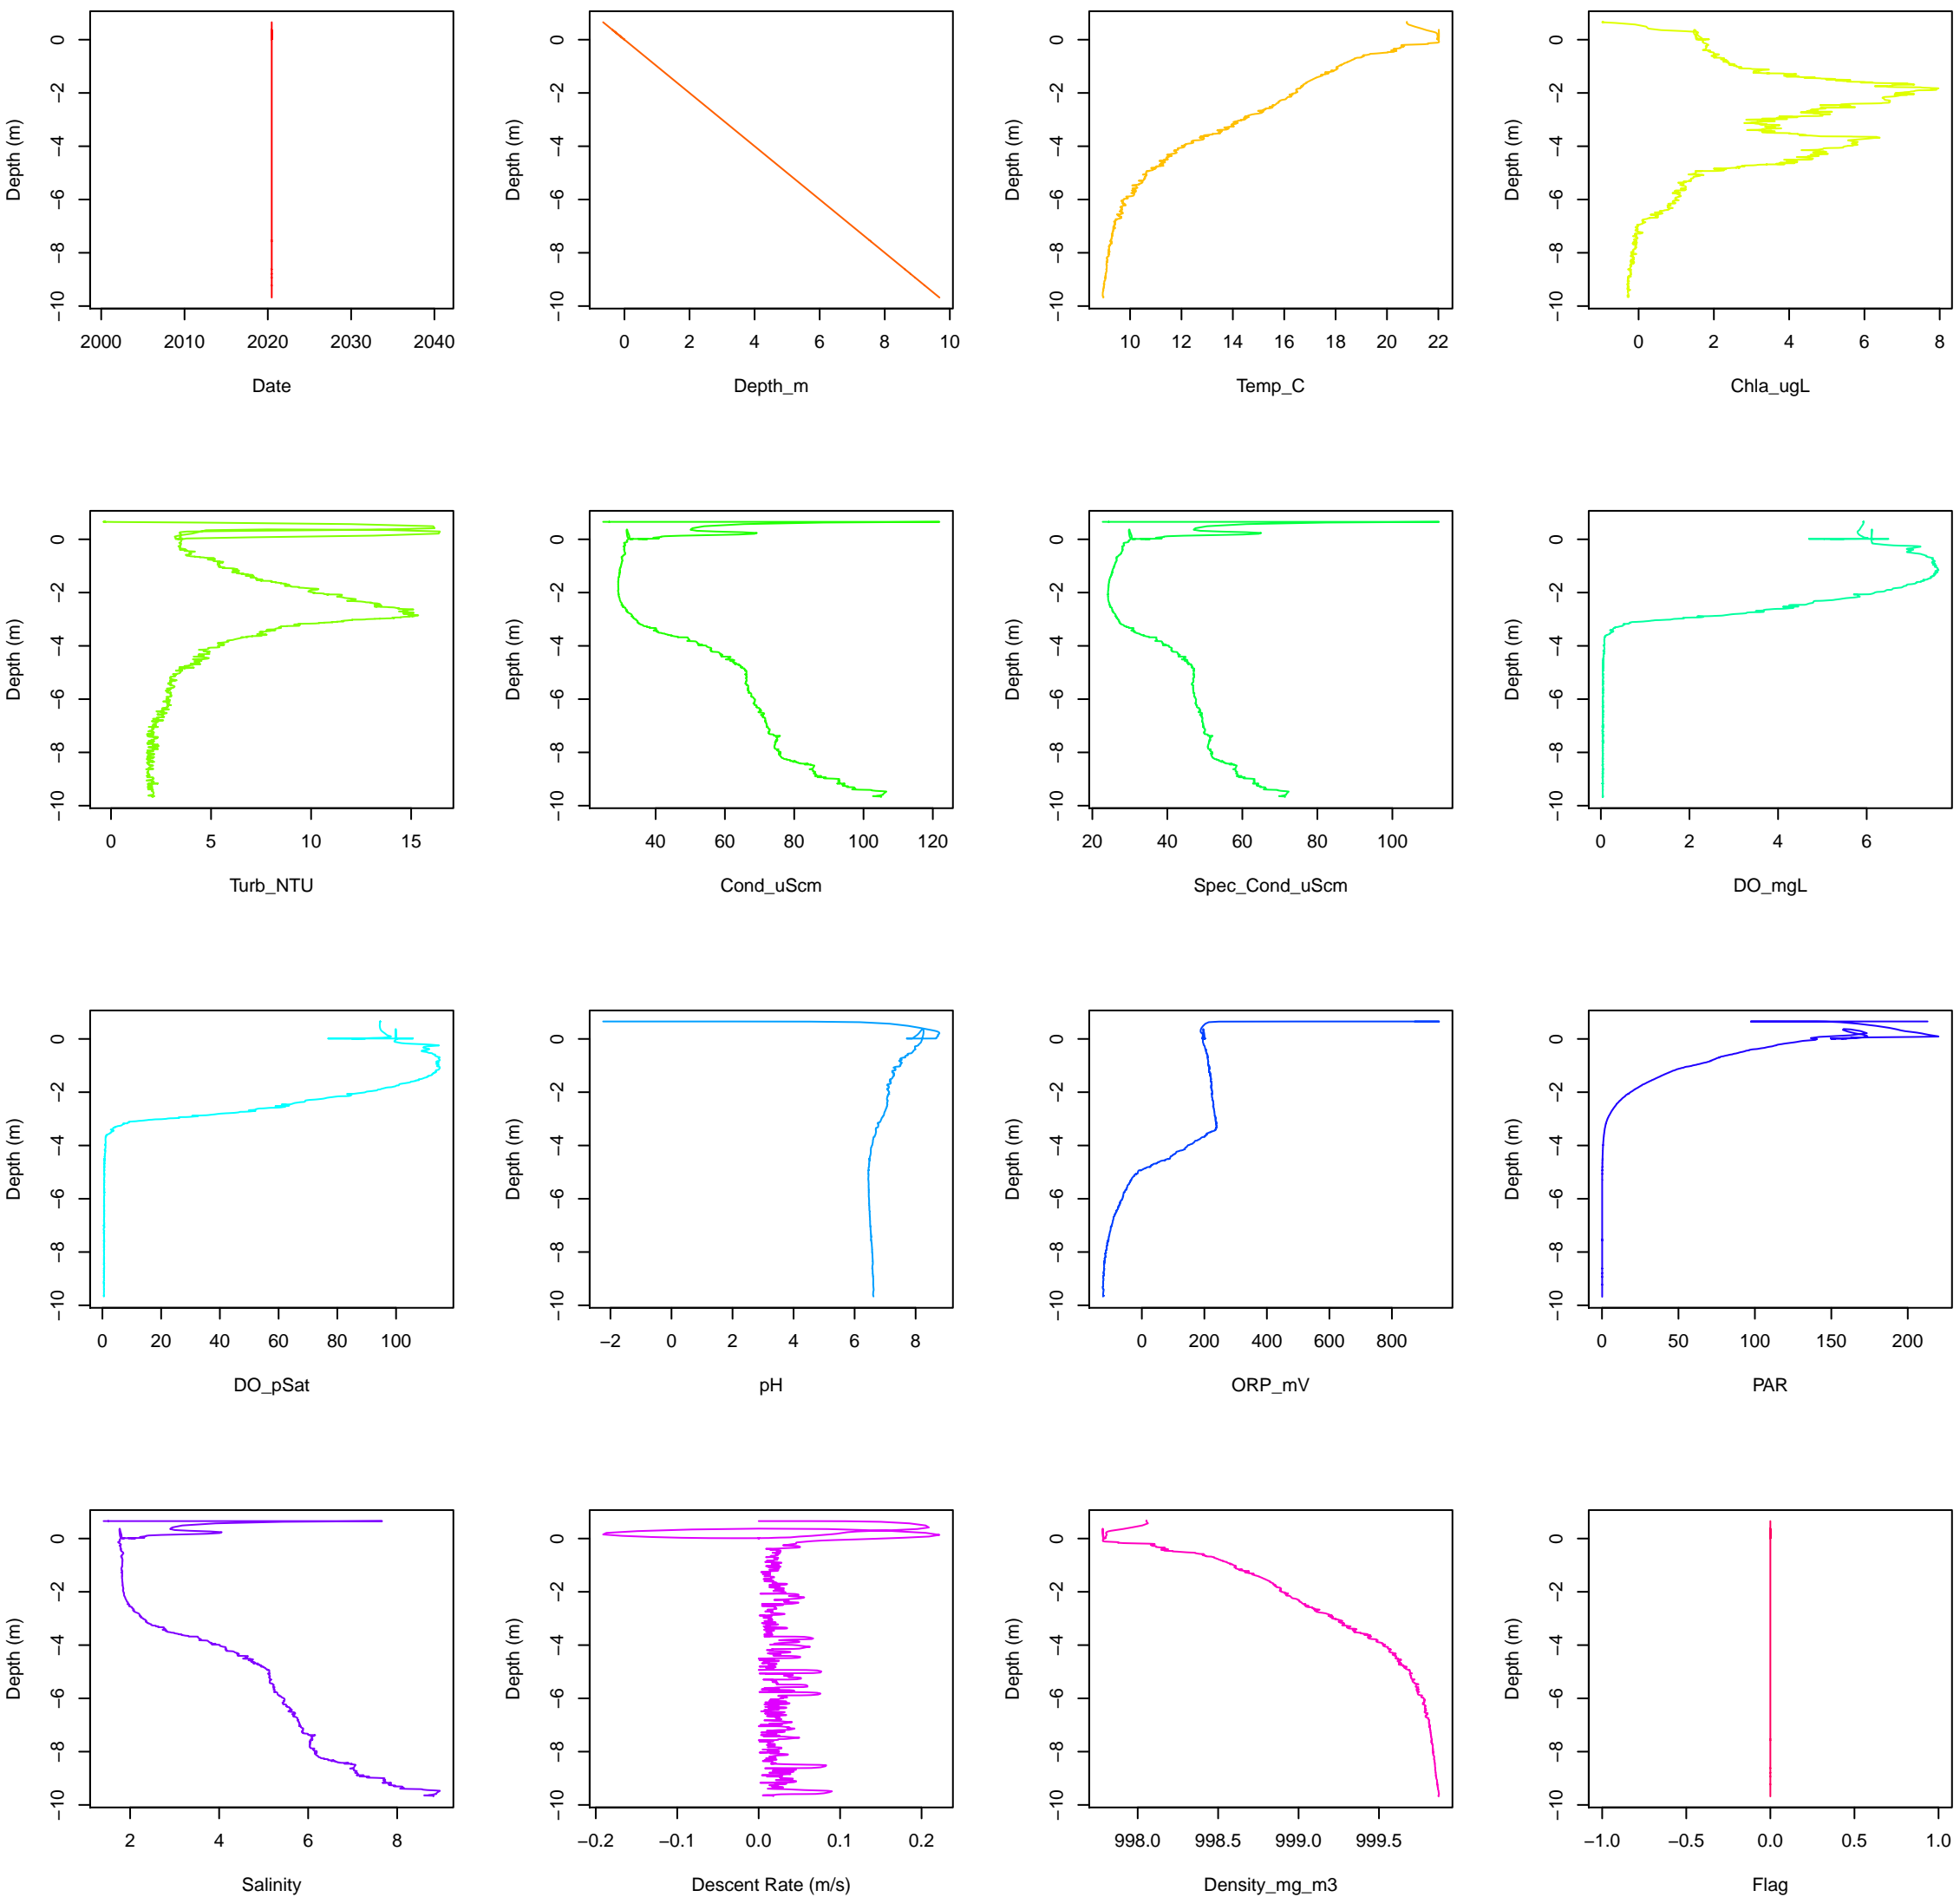 Depth (m)
0
−2
−4
−6
−8
−10
2000 2010 2020 2030 2040
Date
Depth (m)
0
−2
−4
−6
−8
−10
0 2 4 6 8 10
Depth_m
Depth (m)
0
−2
−4
−6
−8
−10
10 12 14 16 18 20 22
Temp_C
Depth (m)
0
−2
−4
−6
−8
−10
0 2 4 6 8
Chla_ugL
Depth (m)
0
−2
−4
−6
−8
−10
0 5 10 15
Turb_NTU
Depth (m)
0
−2
−4
−6
−8
−10
40 60 80 100 120
Cond_uScm
Depth (m)
0
−2
−4
−6
−8
−10
20 40 60 80 100
Spec_Cond_uScm
Depth (m)
0
−2
−4
−6
−8
−10
0 2 4 6
DO_mgL
Depth (m)
0
−2
−4
−6
−8
−10
0 20 40 60 80 100
DO_pSat
Depth (m)
0
−2
−4
−6
−8
−10
−2 0 2 4 6 8
pH
Depth (m)
0
−2
−4
−6
−8
−10
0 200 400 600 800
ORP_mV
Depth (m)
0
−2
−4
−6
−8
−10
0 50 100 150 200
PAR
Depth (m)
0
−2
−4
−6
−8
−10
2 4 6 8
Salinity
Depth (m)
0
−2
−4
−6
−8
−10
−0.2 −0.1 0.0 0.1 0.2
Descent Rate (m/s)
Depth (m)
0
−2
−4
−6
−8
−10
998.0 998.5 999.0 999.5
Density_mg_m3
Depth (m)
0
−2
−4
−6
−8
−10
−1.0 −0.5 0.0 0.5 1.0
Flag